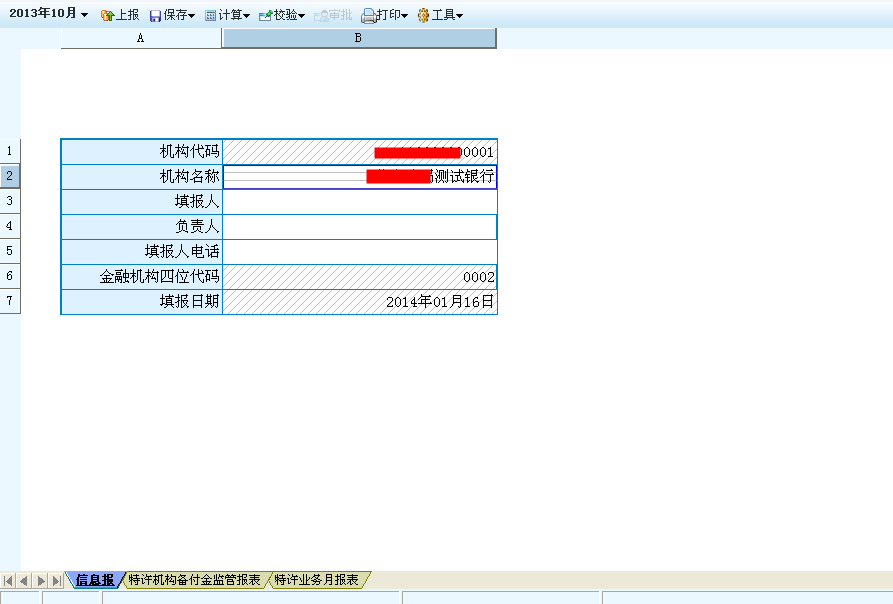 2013年10月 上报 保存 计算 校验 审批 打印 工具
A B
1 机构代码 0001
2 机构名称 测试银行
3 填报人
4 负责人
5 填报人电话
6 金融机构四位代码 0002
7 填报日期 2014年01月16日
信息报 特许机构备付金监管报表 特许业务月报表